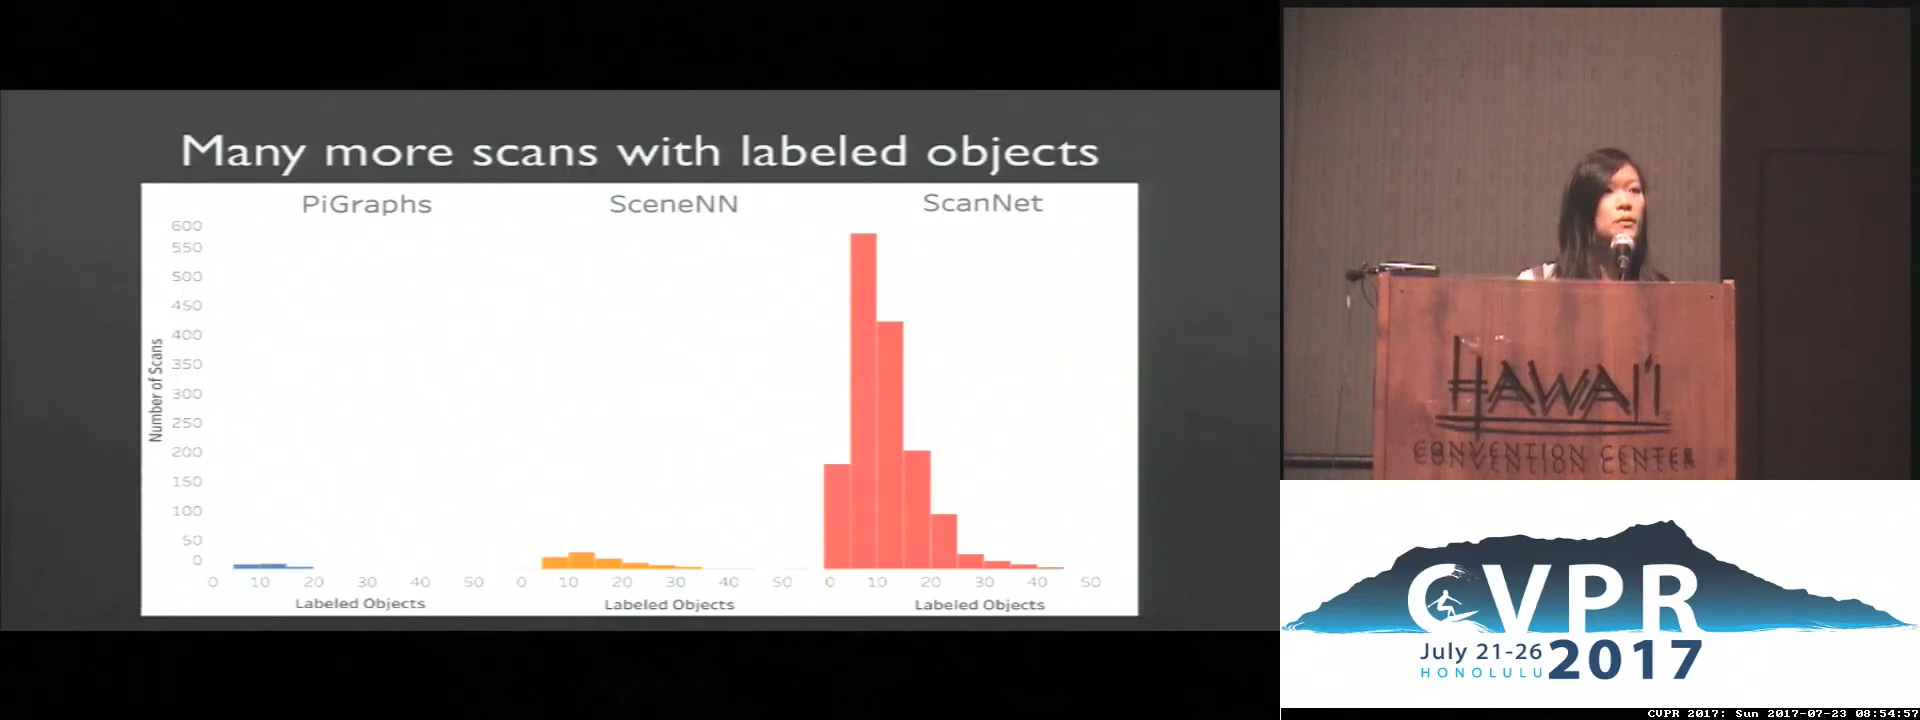 Many more scans with labeled objects
PiGraphs
SceneNN
ScanNet
Number of Scans
600
550
500
450
400
350
300
250
200
150
100
50
0
0 10 20 30 40 50
0 10 20 30 40 50
0 10 20 30 40 50
Labeled Objects
Labeled Objects
Labeled Objects
HAWAI'I
CONVENTION CENTER
CVPR
July 21-26
2017
HONOLULU
CVPR 2017: Sun 2017-07-23 08:54:57